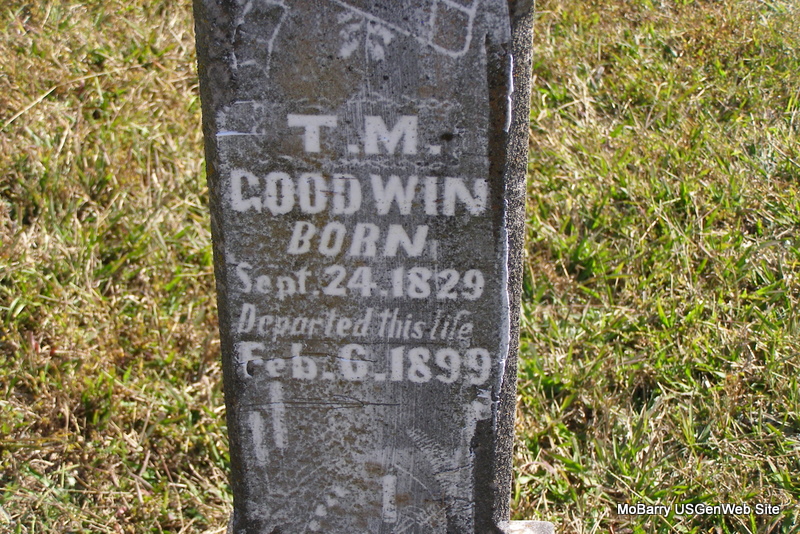 T.M.
GOODWIN
BORN
Sept.24.1829
Departed this life
Feb.6.1899
MoBarry USGenWeb Site